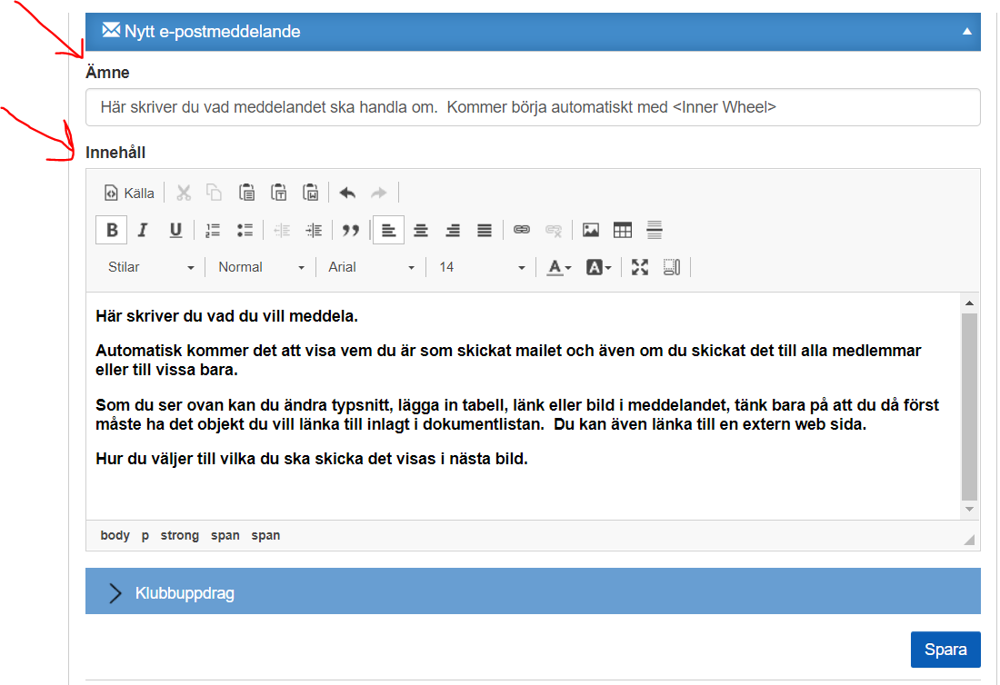 Nytt e-postmeddelande
Ämne
Här skriver du vad meddelandet ska handla om.  Kommer börja automatiskt med <Inner Wheel>
Innehåll
Källa
B I U
Stilar Normal Arial 14 A A
Här skriver du vad du vill meddela.
Automatisk kommer det att visa vem du är som skickat mailet och även om du skickat det till alla medlemmar
eller till vissa bara.
Som du ser ovan kan du ändra typsnitt, lägga in tabell, länk eller bild i meddelandet, tänk bara på att du då först
måste ha det objekt du vill länka till inlagt i dokumentlistan.  Du kan även länka till en extern web sida.
Hur du väljer till vilka du ska skicka det visas i nästa bild.
body p strong span span
Klubbuppdrag
Spara